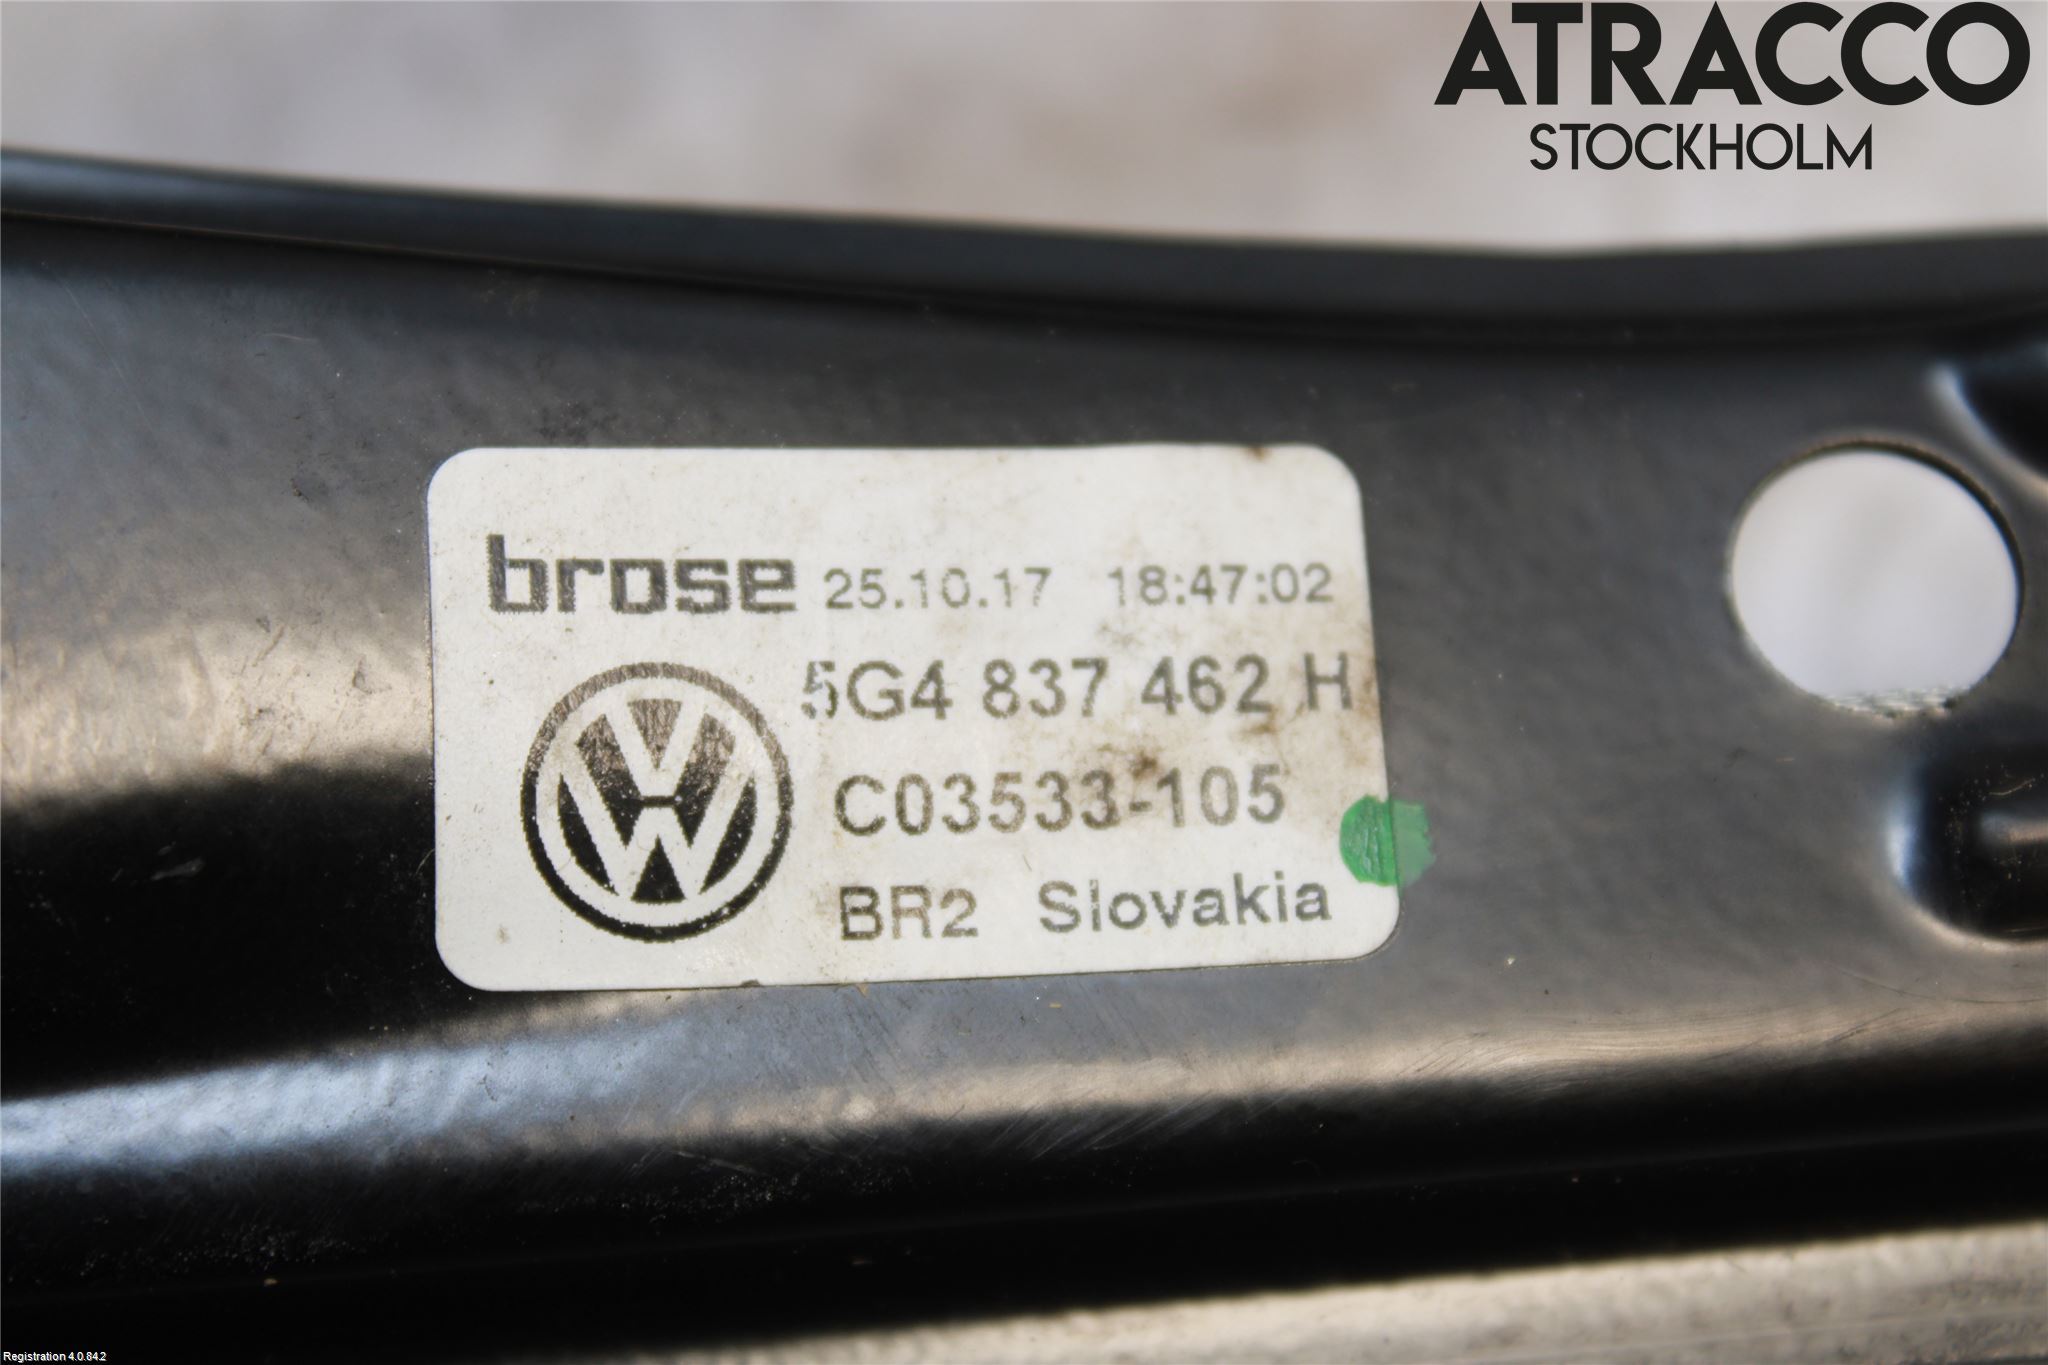 ATRACCO
STOCKHOLM
brose 25.10.17 18:47:02
5G4 837 462 H
C03533-105
BR2 Slovakia
Registration 4.0.84.2